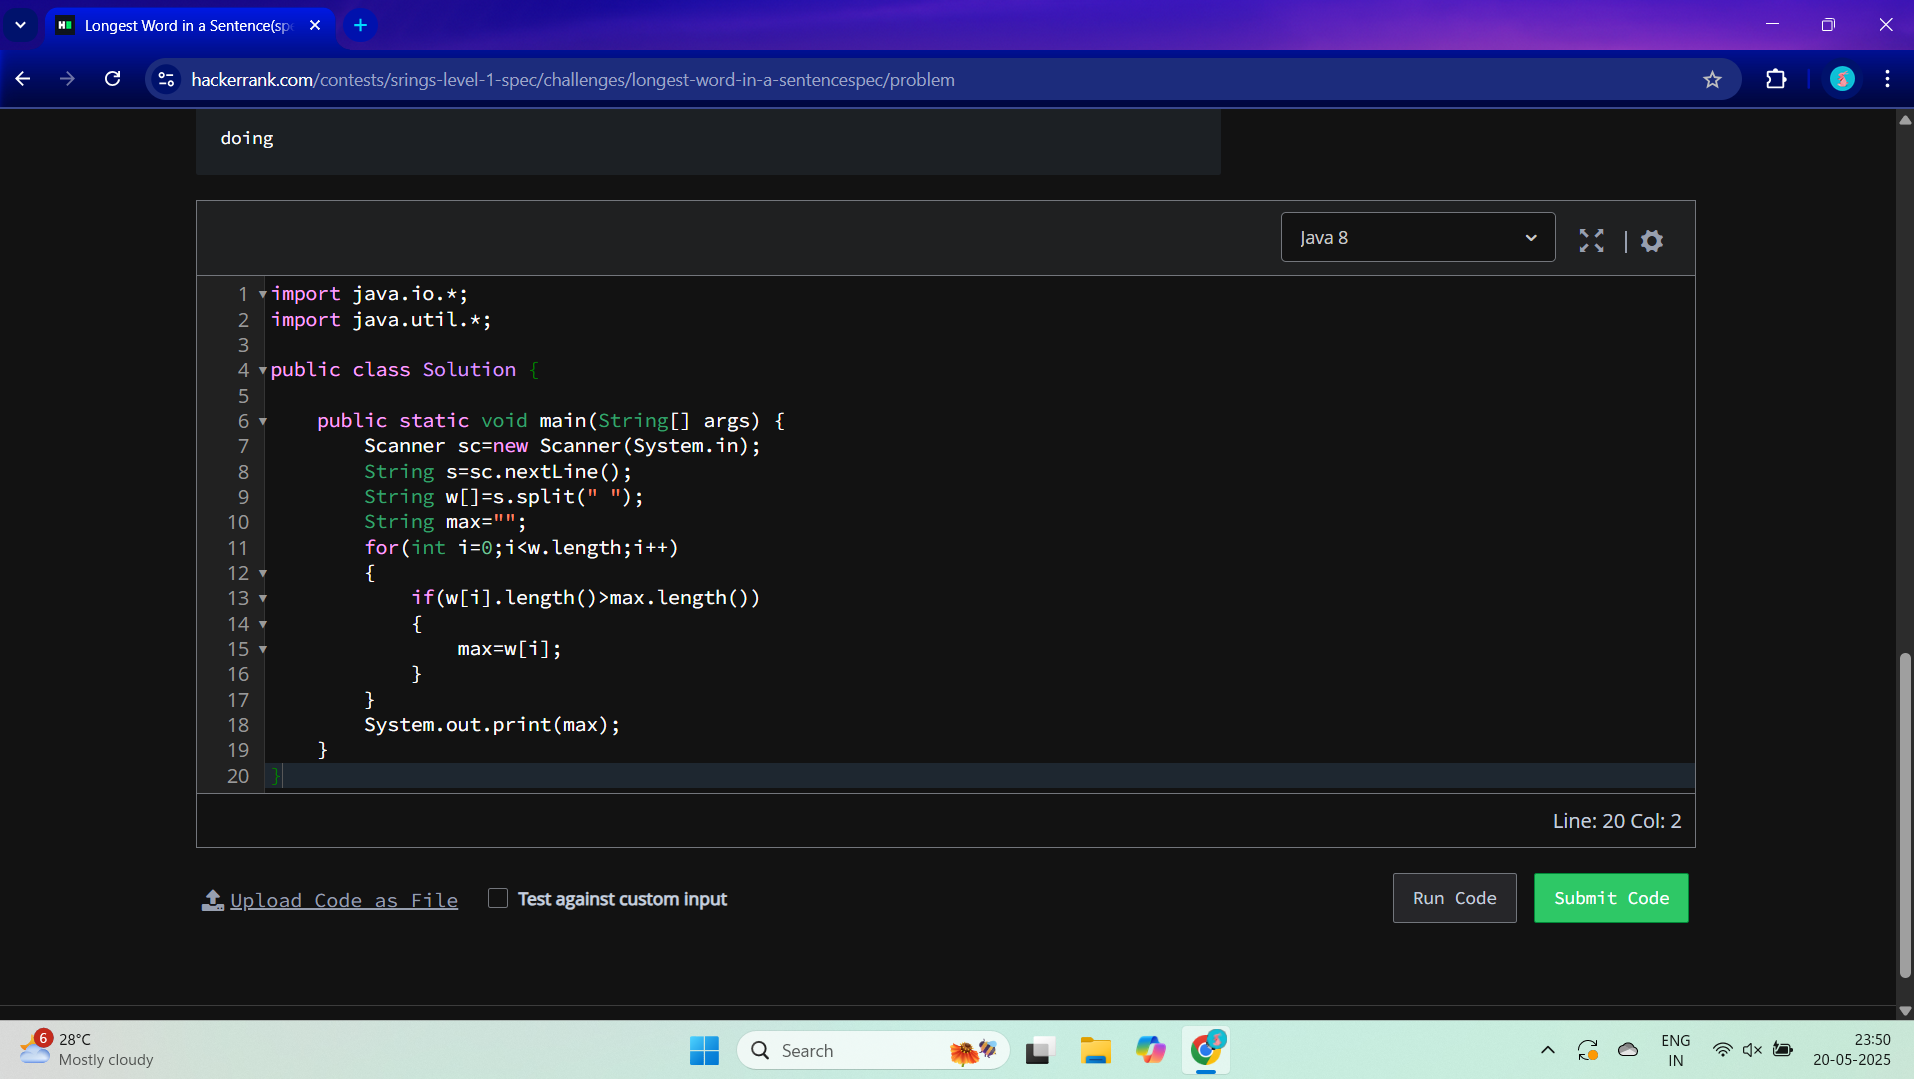 Longest Word in a Sentence(spe
hackerrank.com/contests/srings-level-1-spec/challenges/longest-word-in-a-sentencespec/problem
doing
Java 8
1 import java.io.*;
2 import java.util.*;
3
4 public class Solution {
5
6 public static void main(String[] args) {
7 Scanner sc=new Scanner(System.in);
8 String s=sc.nextLine();
9 String w[]=s.split(" ");
10 String max="";
11 for(int i=0;i<w.length;i++)
12 {
13 if(w[i].length()>max.length())
14 {
15 max=w[i];
16 }
17 }
18 System.out.print(max);
19 }
20 }
Line: 20 Col: 2
Upload Code as File
Test against custom input
Run Code
Submit Code
6
28°C
Mostly cloudy
Search
ENG
IN
23:50
20-05-2025